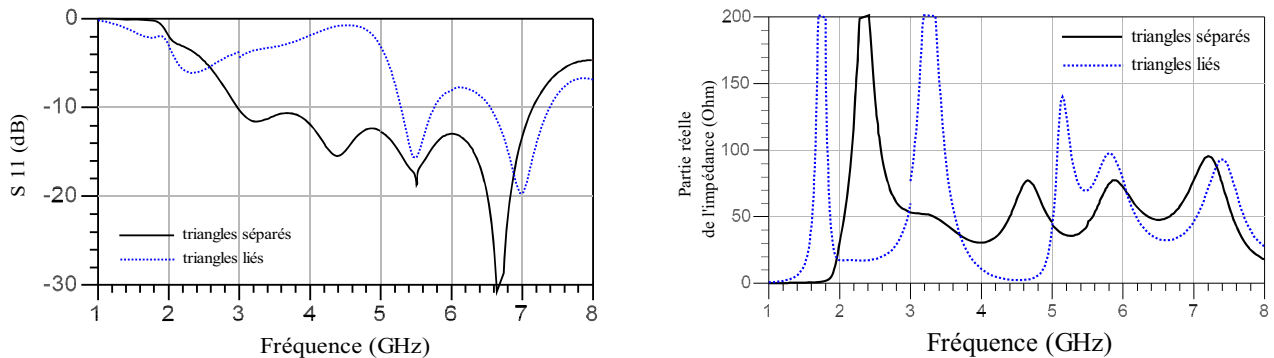 0
-10
-20
-30
S 11 (dB)
triangles séparés
triangles liés
1 2 3 4 5 6 7 8
Fréquence (GHz)
200
150
100
50
0
Partie réelle
de l'impédance (Ohm)
triangles séparés
triangles liés
1 2 3 4 5 6 7 8
Fréquence (GHz)